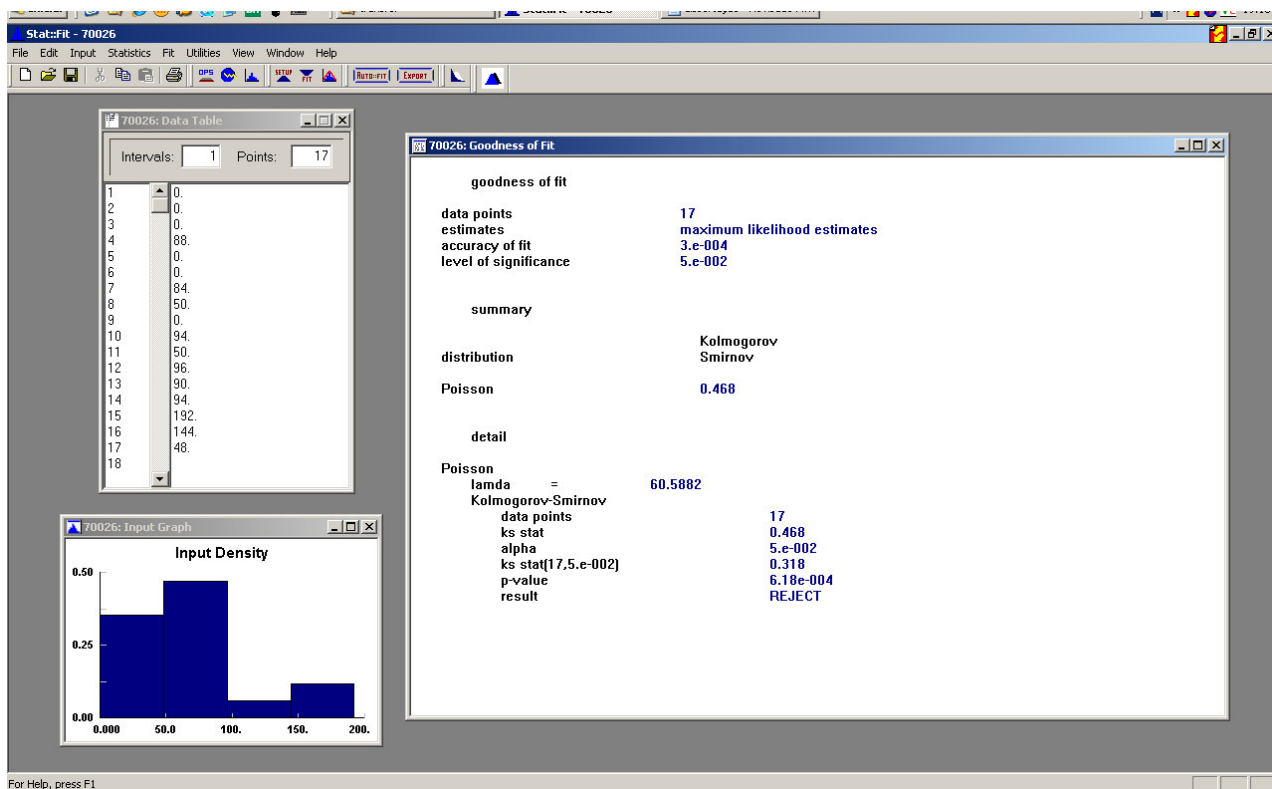 Stat::Fit - 70026
File Edit Input Statistics Fit Utilities View Window Help
OPS SETUP FIT AUTO::FIT EXPORT
70026: Data Table
Intervals: 1 Points: 17
1 0.
2 0.
3 0.
4 88.
5 0.
6 0.
7 84.
8 50.
9 0.
10 94.
11 50.
12 96.
13 90.
14 94.
15 192.
16 144.
17 48.
18
70026: Input Graph
Input Density
0.50
0.25
0.00
0.000 50.0 100. 150. 200.
70026: Goodness of Fit
goodness of fit
data points 17
estimates maximum likelihood estimates
accuracy of fit 3.e-004
level of significance 5.e-002
summary
Kolmogorov
distribution Smirnov
Poisson 0.468
detail
Poisson
lamda = 60.5882
Kolmogorov-Smirnov
data points 17
ks stat 0.468
alpha 5.e-002
ks stat(17,5.e-002) 0.318
p-value 6.18e-004
result REJECT
For Help, press F1